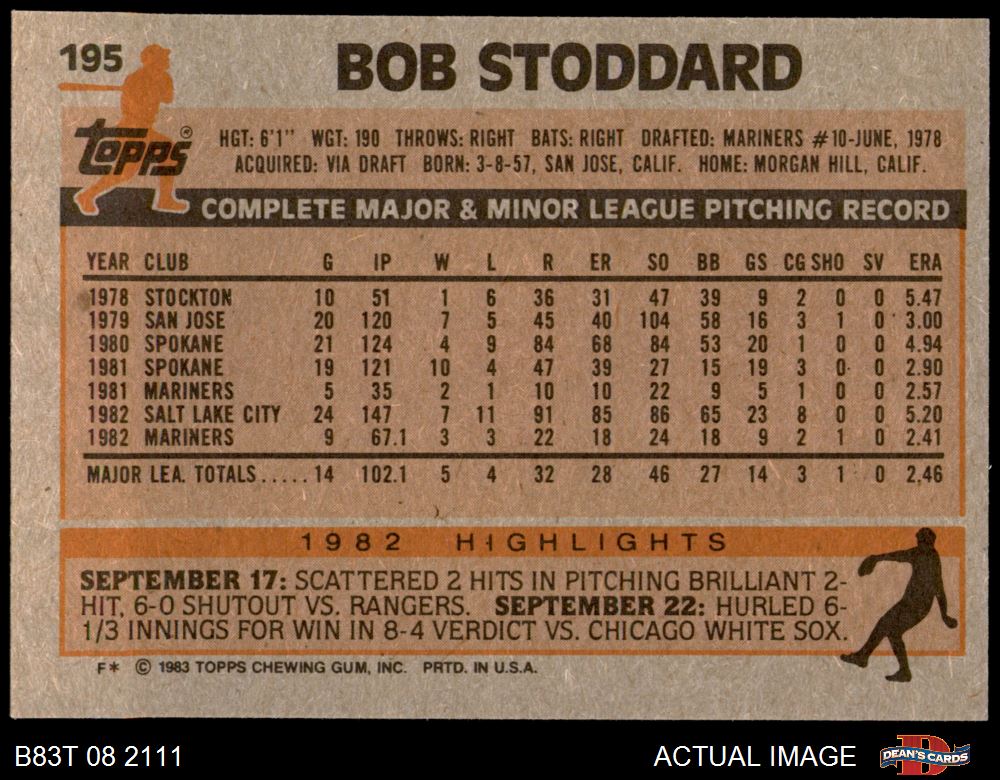 195
BOB STODDARD
topps®
HGT: 6'1" WGT: 190 THROWS: RIGHT BATS: RIGHT DRAFTED: MARINERS #10-JUNE, 1978
ACQUIRED: VIA DRAFT BORN: 3-8-57, SAN JOSE, CALIF. HOME: MORGAN HILL, CALIF.
COMPLETE MAJOR & MINOR LEAGUE PITCHING RECORD
YEAR CLUB G IP W L R ER SO BB GS CG SHO SV ERA
1978 STOCKTON 10 51 1 6 36 31 47 39 9 2 0 0 5.47
1979 SAN JOSE 20 120 7 5 45 40 104 58 16 3 1 0 3.00
1980 SPOKANE 21 124 4 9 84 68 84 53 20 1 0 0 4.94
1981 SPOKANE 19 121 10 4 47 39 27 15 19 3 0 0 2.90
1981 MARINERS 5 35 2 1 10 10 22 9 5 1 0 0 2.57
1982 SALT LAKE CITY 24 147 7 11 91 85 86 65 23 8 0 0 5.20
1982 MARINERS 9 67.1 3 3 22 18 24 18 9 2 1 0 2.41
MAJOR LEA. TOTALS.....14 102.1 5 4 32 28 46 27 14 3 1 0 2.46
1982 HIGHLIGHTS
SEPTEMBER 17: SCATTERED 2 HITS IN PITCHING BRILLIANT 2-
HIT, 6-0 SHUTOUT VS. RANGERS. SEPTEMBER 22: HURLED 6-
1/3 INNINGS FOR WIN IN 8-4 VERDICT VS. CHICAGO WHITE SOX.
F* © 1983 TOPPS CHEWING GUM, INC. PRTD. IN U.S.A.
B83T 08 2111 ACTUAL IMAGE D DEAN'S CARDS